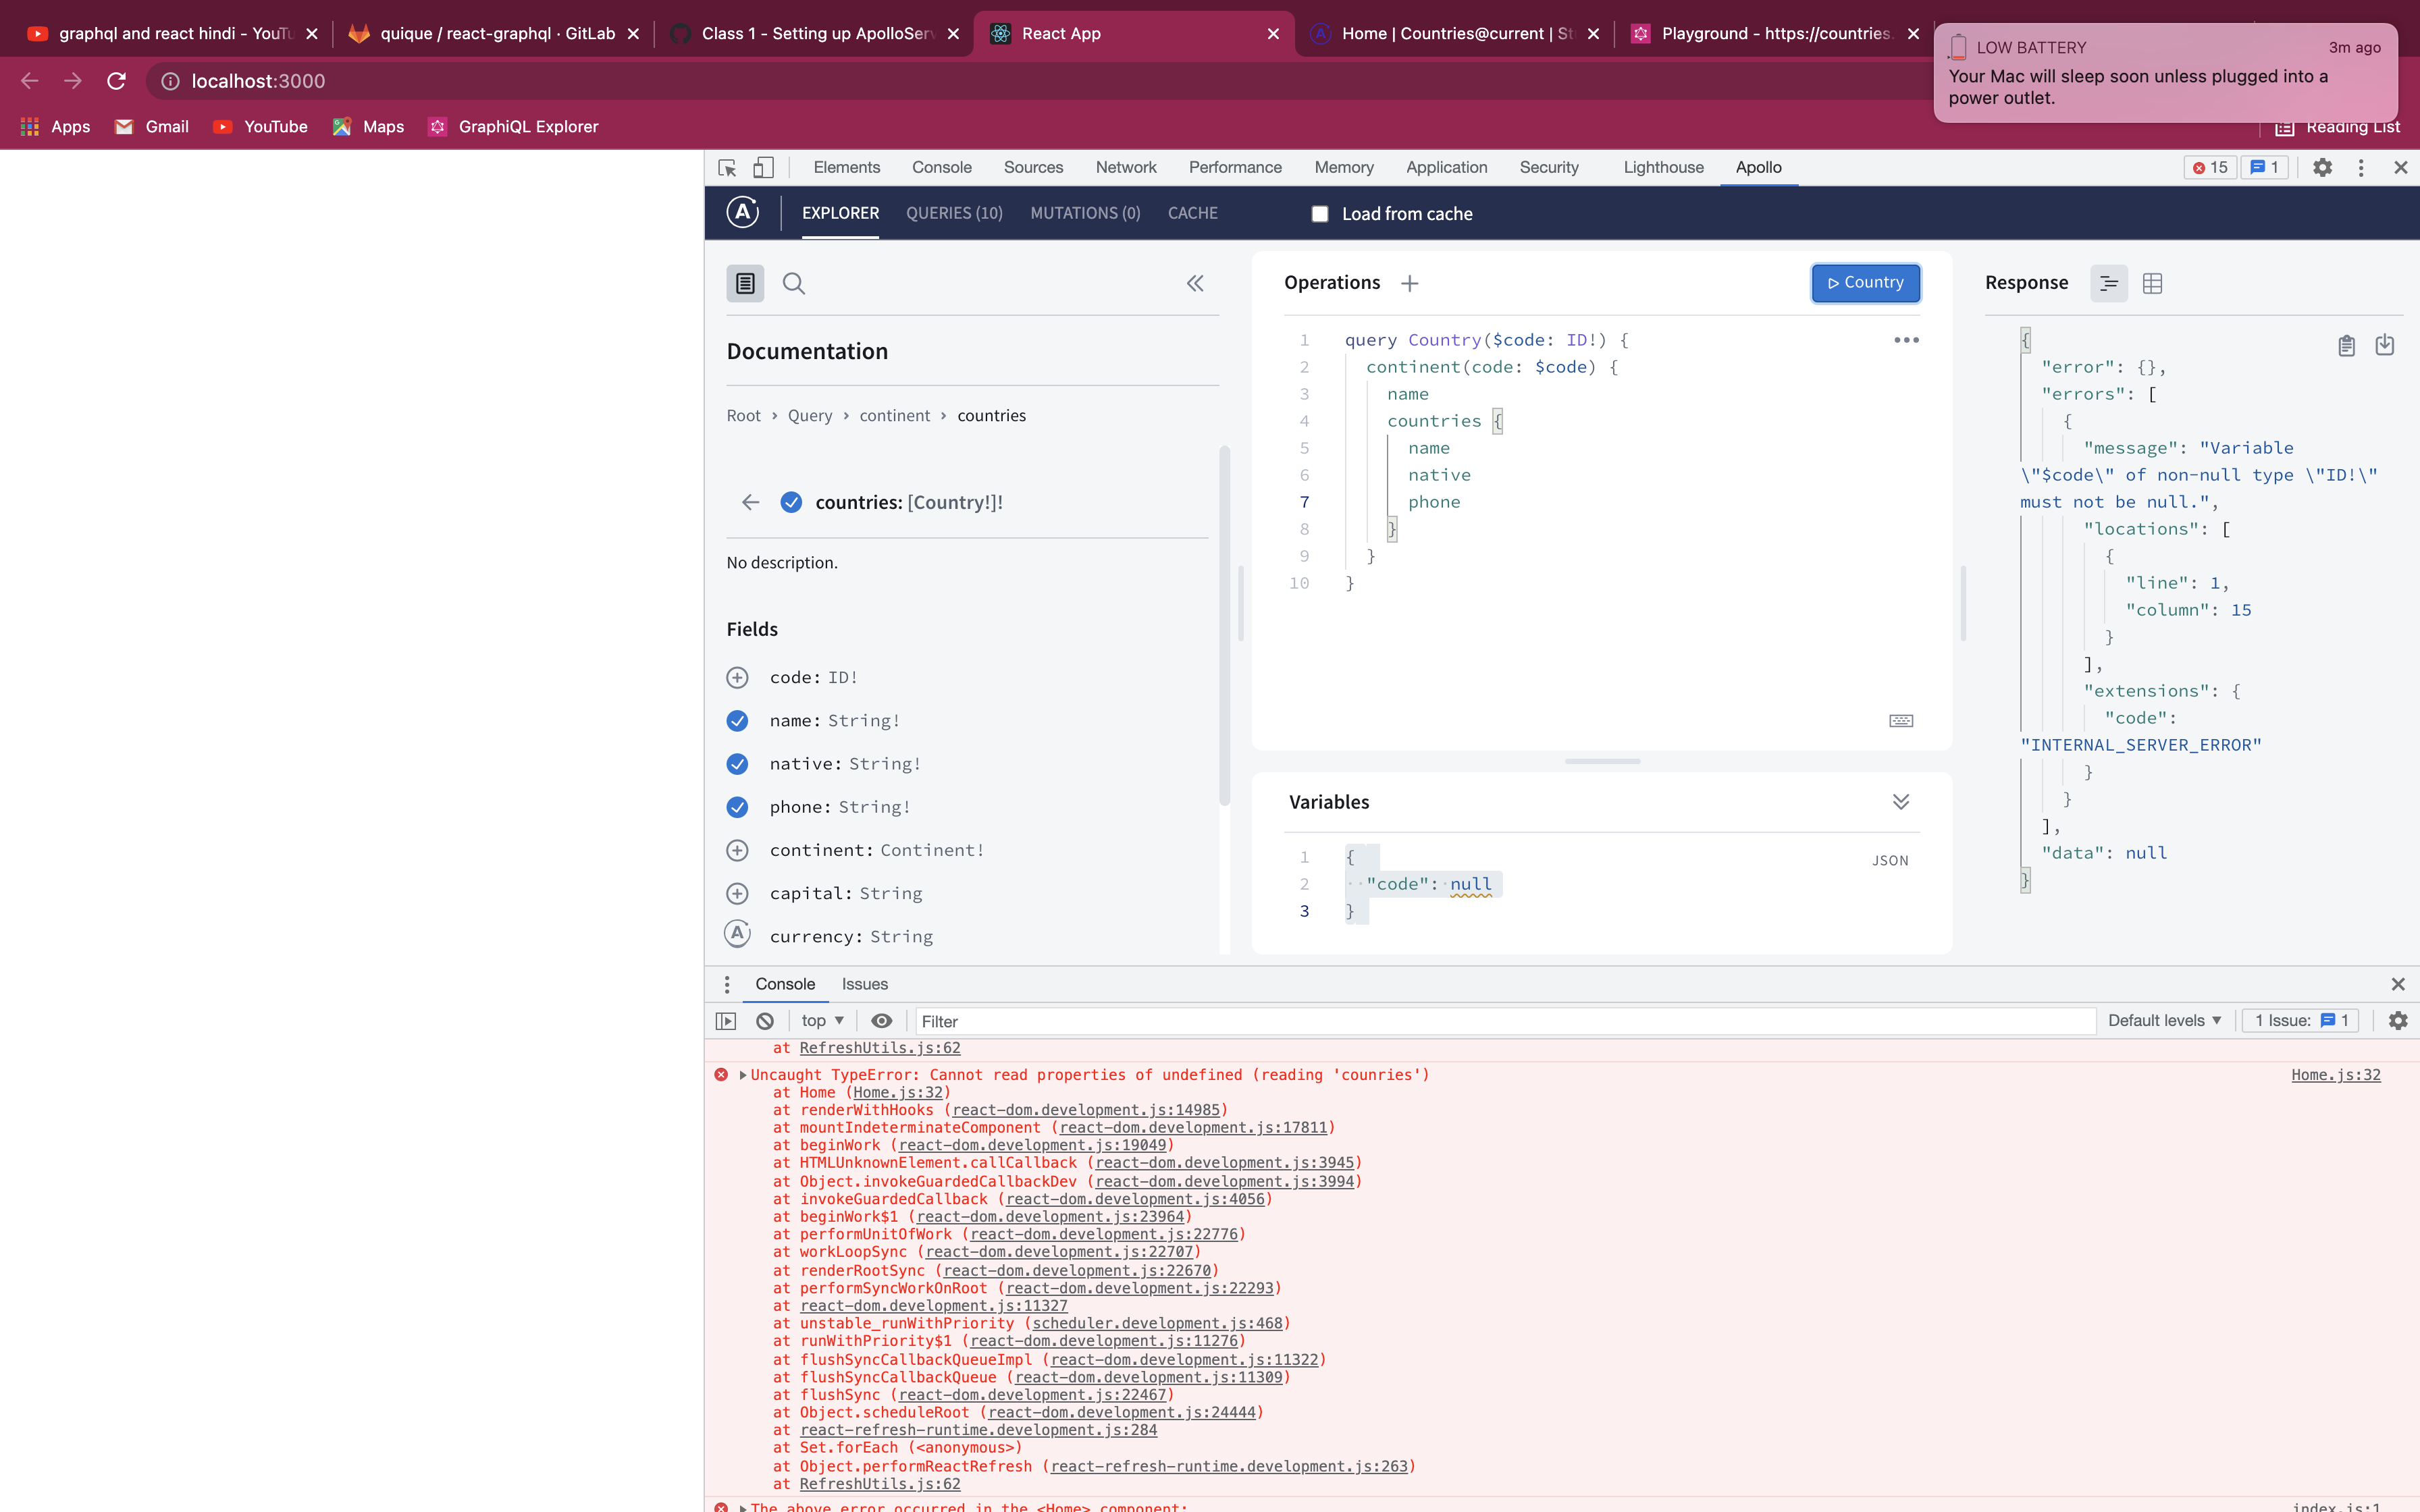 graphql and react hindi - YouTu
quique / react-graphql · GitLab
Class 1 - Setting up ApolloServ
React App
Home | Countries@current | St
Playground - https://countries.
LOW BATTERY
3m ago
Your Mac will sleep soon unless plugged into a
power outlet.
localhost:3000
Apps
Gmail
YouTube
Maps
GraphiQL Explorer
Reading List
Elements
Console
Sources
Network
Performance
Memory
Application
Security
Lighthouse
Apollo
15
1
EXPLORER
QUERIES (10)
MUTATIONS (0)
CACHE
Load from cache
Documentation
Root › Query › continent › countries
countries: [Country!]!
No description.
Fields
code: ID!
name: String!
native: String!
phone: String!
continent: Continent!
capital: String
currency: String
Operations
Country
1 query Country($code: ID!) {
2 continent(code: $code) {
3 name
4 countries {
5 name
6 native
7 phone
8 }
9 }
10 }
Variables
JSON
1 {
2 "code": null
3 }
Response
{
"error": {},
"errors": [
{
"message": "Variable
\"$code\" of non-null type \"ID!\"
must not be null.",
"locations": [
{
"line": 1,
"column": 15
}
],
"extensions": {
"code":
"INTERNAL_SERVER_ERROR"
}
}
],
"data": null
}
Console
Issues
top
Filter
Default levels
1 Issue: 1
at RefreshUtils.js:62
Uncaught TypeError: Cannot read properties of undefined (reading 'counries')
Home.js:32
at Home (Home.js:32)
at renderWithHooks (react-dom.development.js:14985)
at mountIndeterminateComponent (react-dom.development.js:17811)
at beginWork (react-dom.development.js:19049)
at HTMLUnknownElement.callCallback (react-dom.development.js:3945)
at Object.invokeGuardedCallbackDev (react-dom.development.js:3994)
at invokeGuardedCallback (react-dom.development.js:4056)
at beginWork$1 (react-dom.development.js:23964)
at performUnitOfWork (react-dom.development.js:22776)
at workLoopSync (react-dom.development.js:22707)
at renderRootSync (react-dom.development.js:22670)
at performSyncWorkOnRoot (react-dom.development.js:22293)
at react-dom.development.js:11327
at unstable_runWithPriority (scheduler.development.js:468)
at runWithPriority$1 (react-dom.development.js:11276)
at flushSyncCallbackQueueImpl (react-dom.development.js:11322)
at flushSyncCallbackQueue (react-dom.development.js:11309)
at flushSync (react-dom.development.js:22467)
at Object.scheduleRoot (react-dom.development.js:24444)
at react-refresh-runtime.development.js:284
at Set.forEach (<anonymous>)
at Object.performReactRefresh (react-refresh-runtime.development.js:263)
at RefreshUtils.js:62
The above error occurred in the <Home> component:
index.js:1